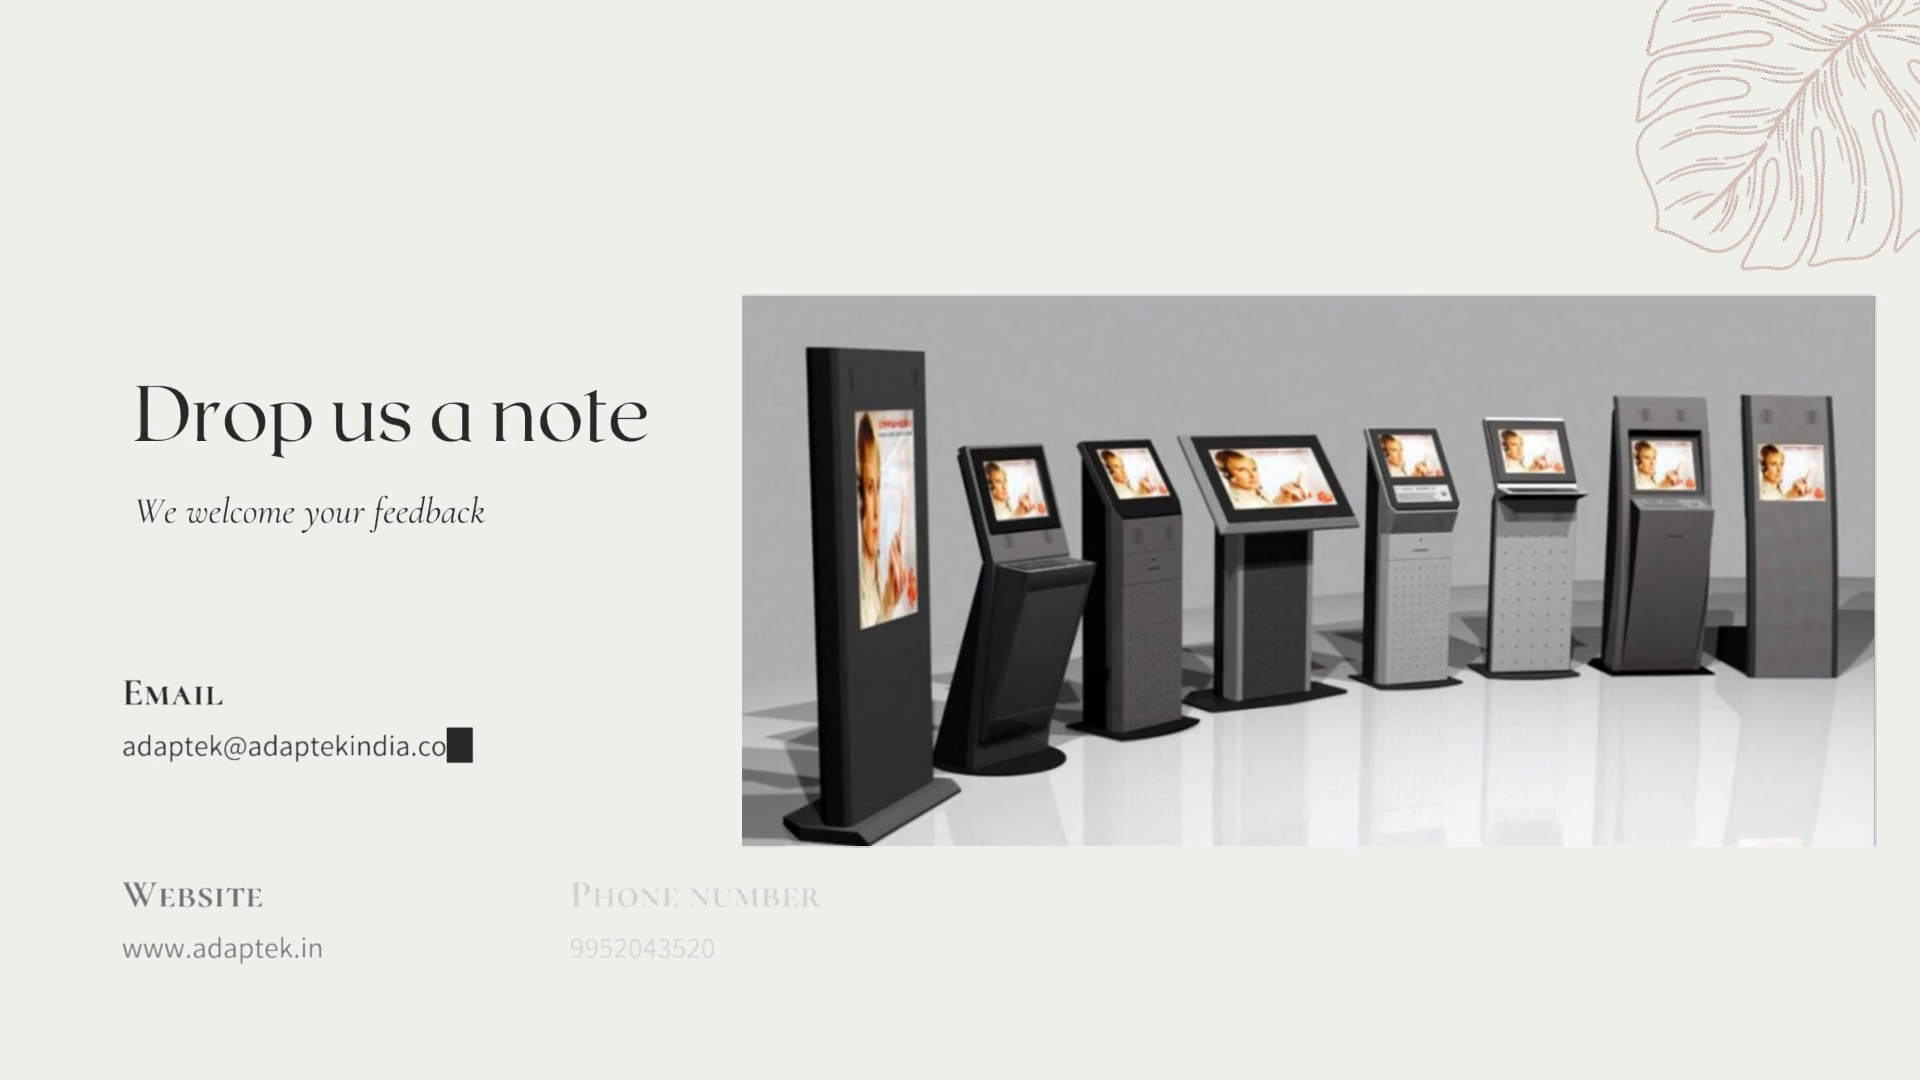 Drop us a note
We welcome your feedback
Email
adaptek@adaptekindia.co
Website
www.adaptek.in
Phone number
9952043520